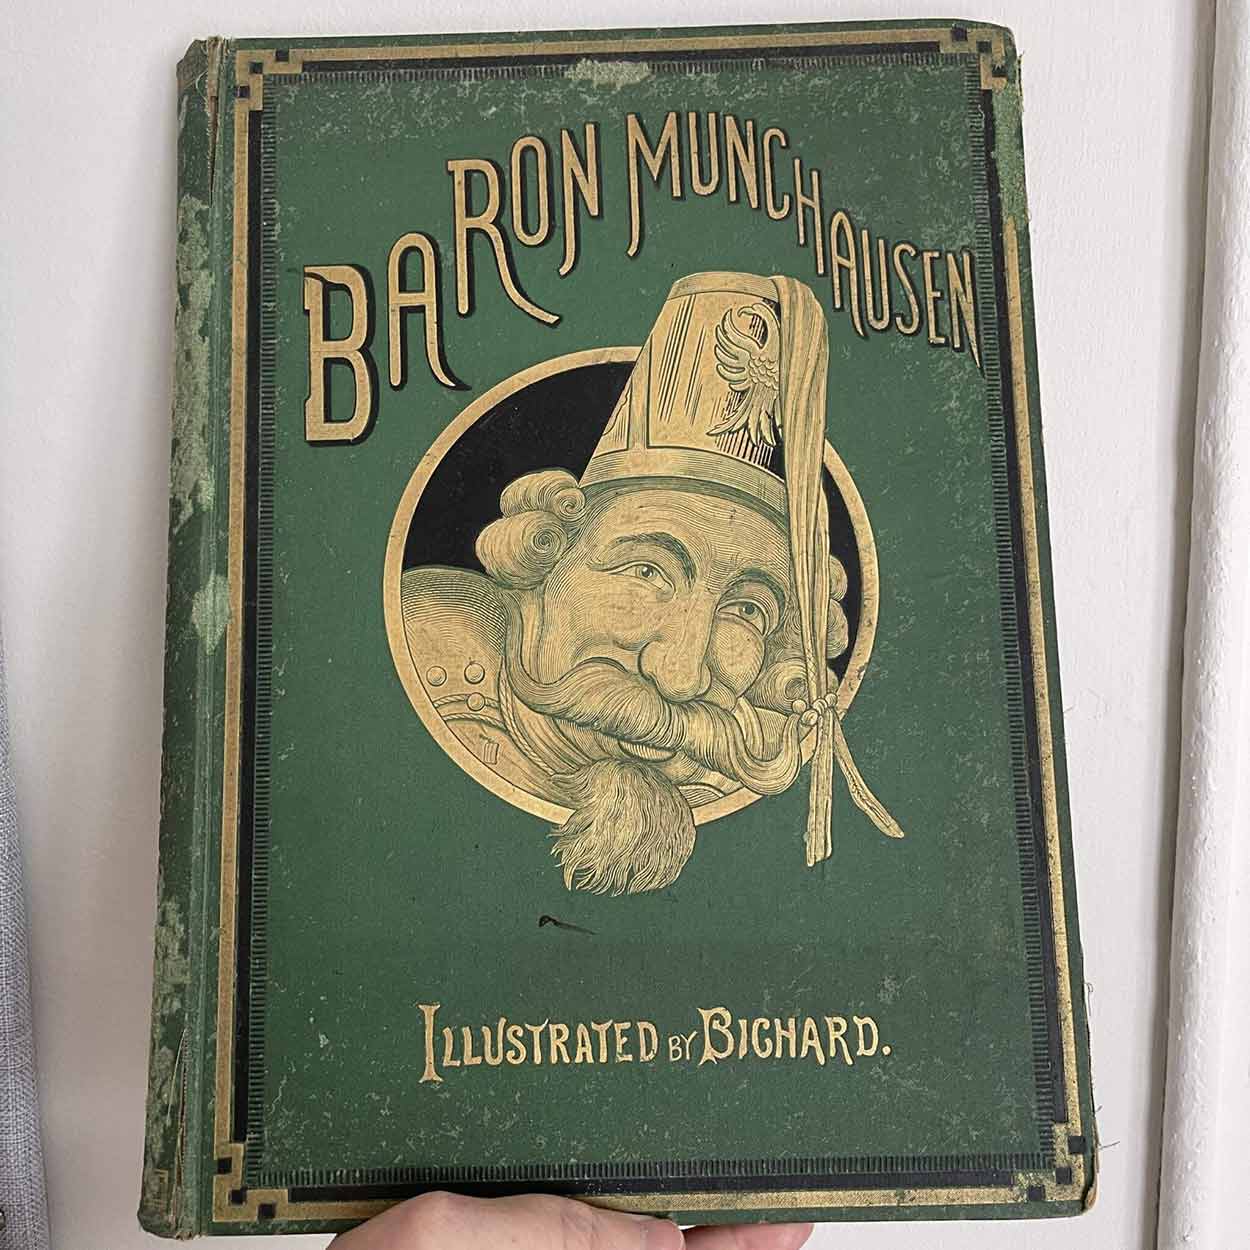 BARON MUNCHAUSEN
ILLUSTRATED BY BICHARD.